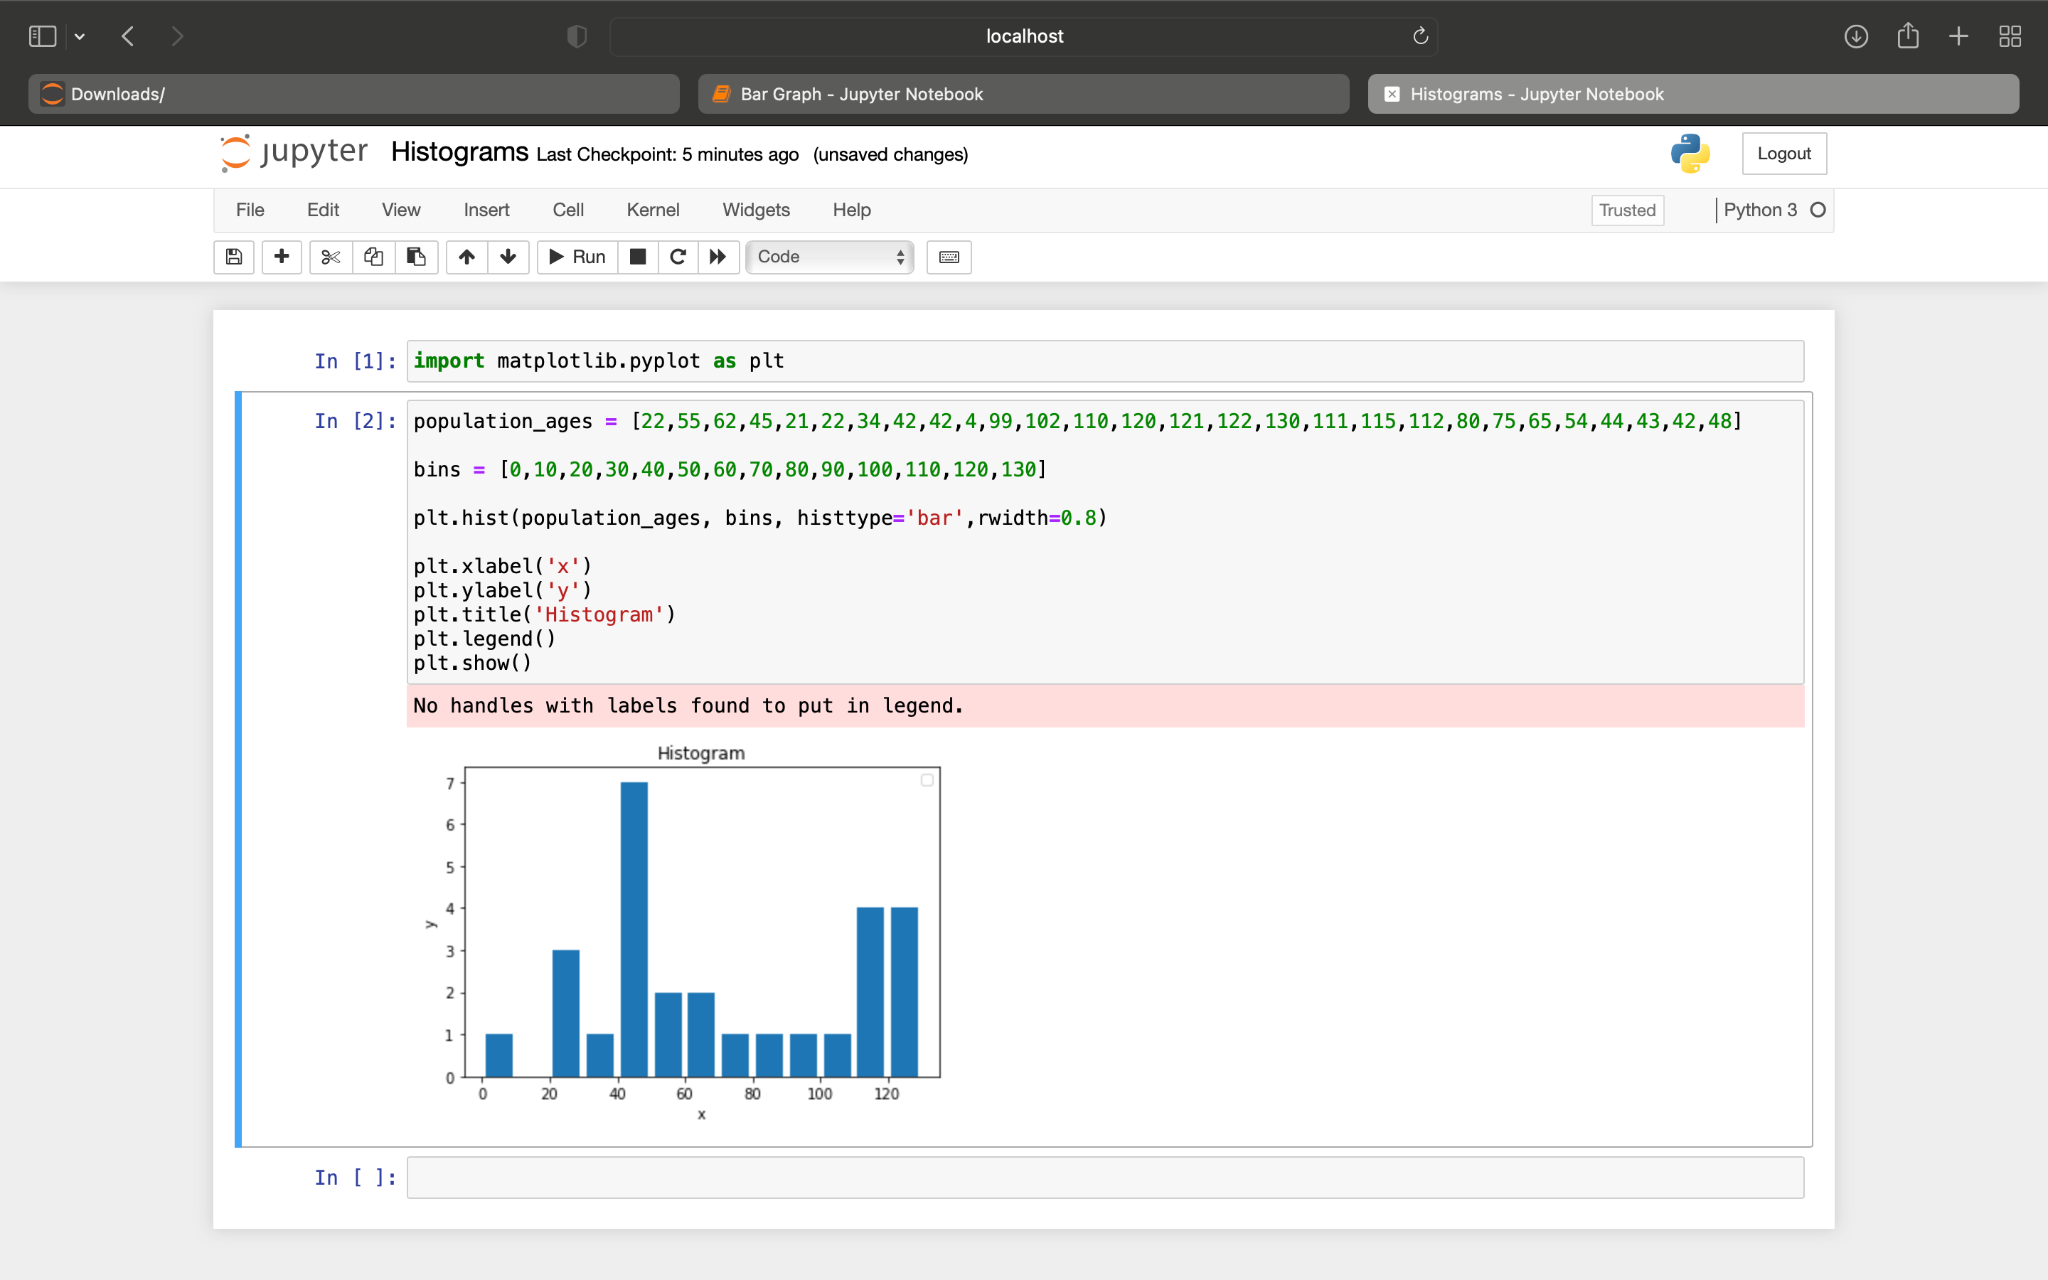 localhost
Downloads/
Bar Graph - Jupyter Notebook
Histograms - Jupyter Notebook
jupyter Histograms Last Checkpoint: 5 minutes ago (unsaved changes)
Logout
File Edit View Insert Cell Kernel Widgets Help
Trusted
Python 3
Run
Code
In [1]: import matplotlib.pyplot as plt
In [2]: population_ages = [22,55,62,45,21,22,34,42,42,4,99,102,110,120,121,122,130,111,115,112,80,75,65,54,44,43,42,48]
bins = [0,10,20,30,40,50,60,70,80,90,100,110,120,130]
plt.hist(population_ages, bins, histtype='bar',rwidth=0.8)
plt.xlabel('x')
plt.ylabel('y')
plt.title('Histogram')
plt.legend()
plt.show()
No handles with labels found to put in legend.
Histogram
7
6
5
4
3
2
1
0
y
0 20 40 60 80 100 120
x
In [ ]: